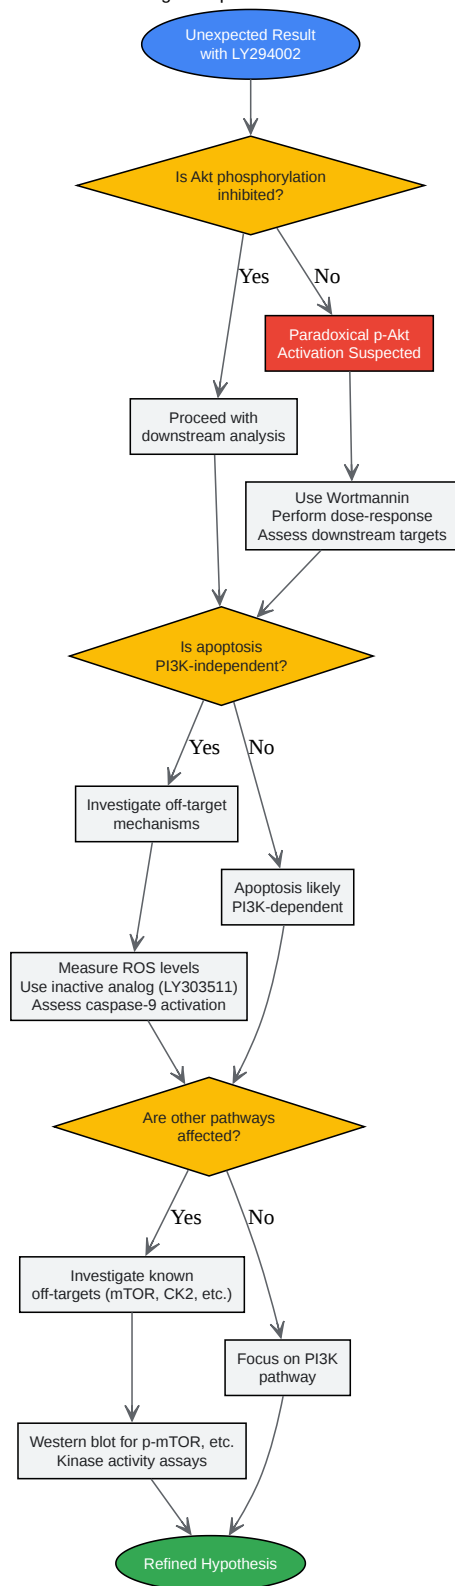 Unexpected Result
with LY294002
Is Akt phosphorylation
inhibited?
Yes
No
Paradoxical p-Akt
Activation Suspected
Proceed with
downstream analysis
Use Wortmannin
Perform dose-response
Assess downstream targets
Is apoptosis
PI3K-independent?
Yes
No
Investigate off-target
mechanisms
Apoptosis likely
PI3K-dependent
Measure ROS levels
Use inactive analog (LY303511)
Assess caspase-9 activation
Are other pathways
affected?
Yes
No
Investigate known
off-targets (mTOR, CK2, etc.)
Focus on PI3K
pathway
Western blot for p-mTOR, etc.
Kinase activity assays
Refined Hypothesis